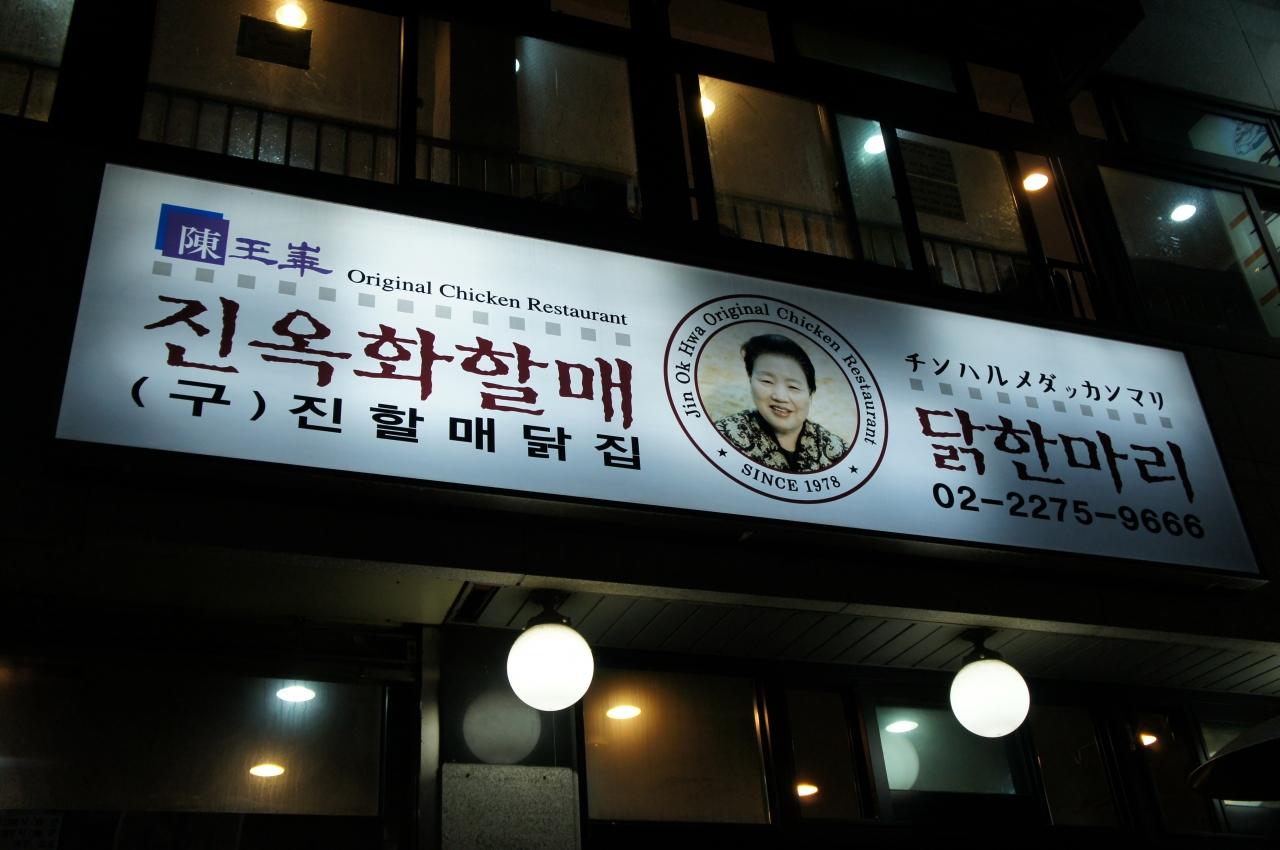 陳玉華
Original Chicken Restaurant
진옥화할매
(구)진할매닭집
Jin Ok Hwa Original Chicken Restaurant
★ SINCE 1978 ★
チンハルメダッカンマリ
닭한마리
02-2275-9666